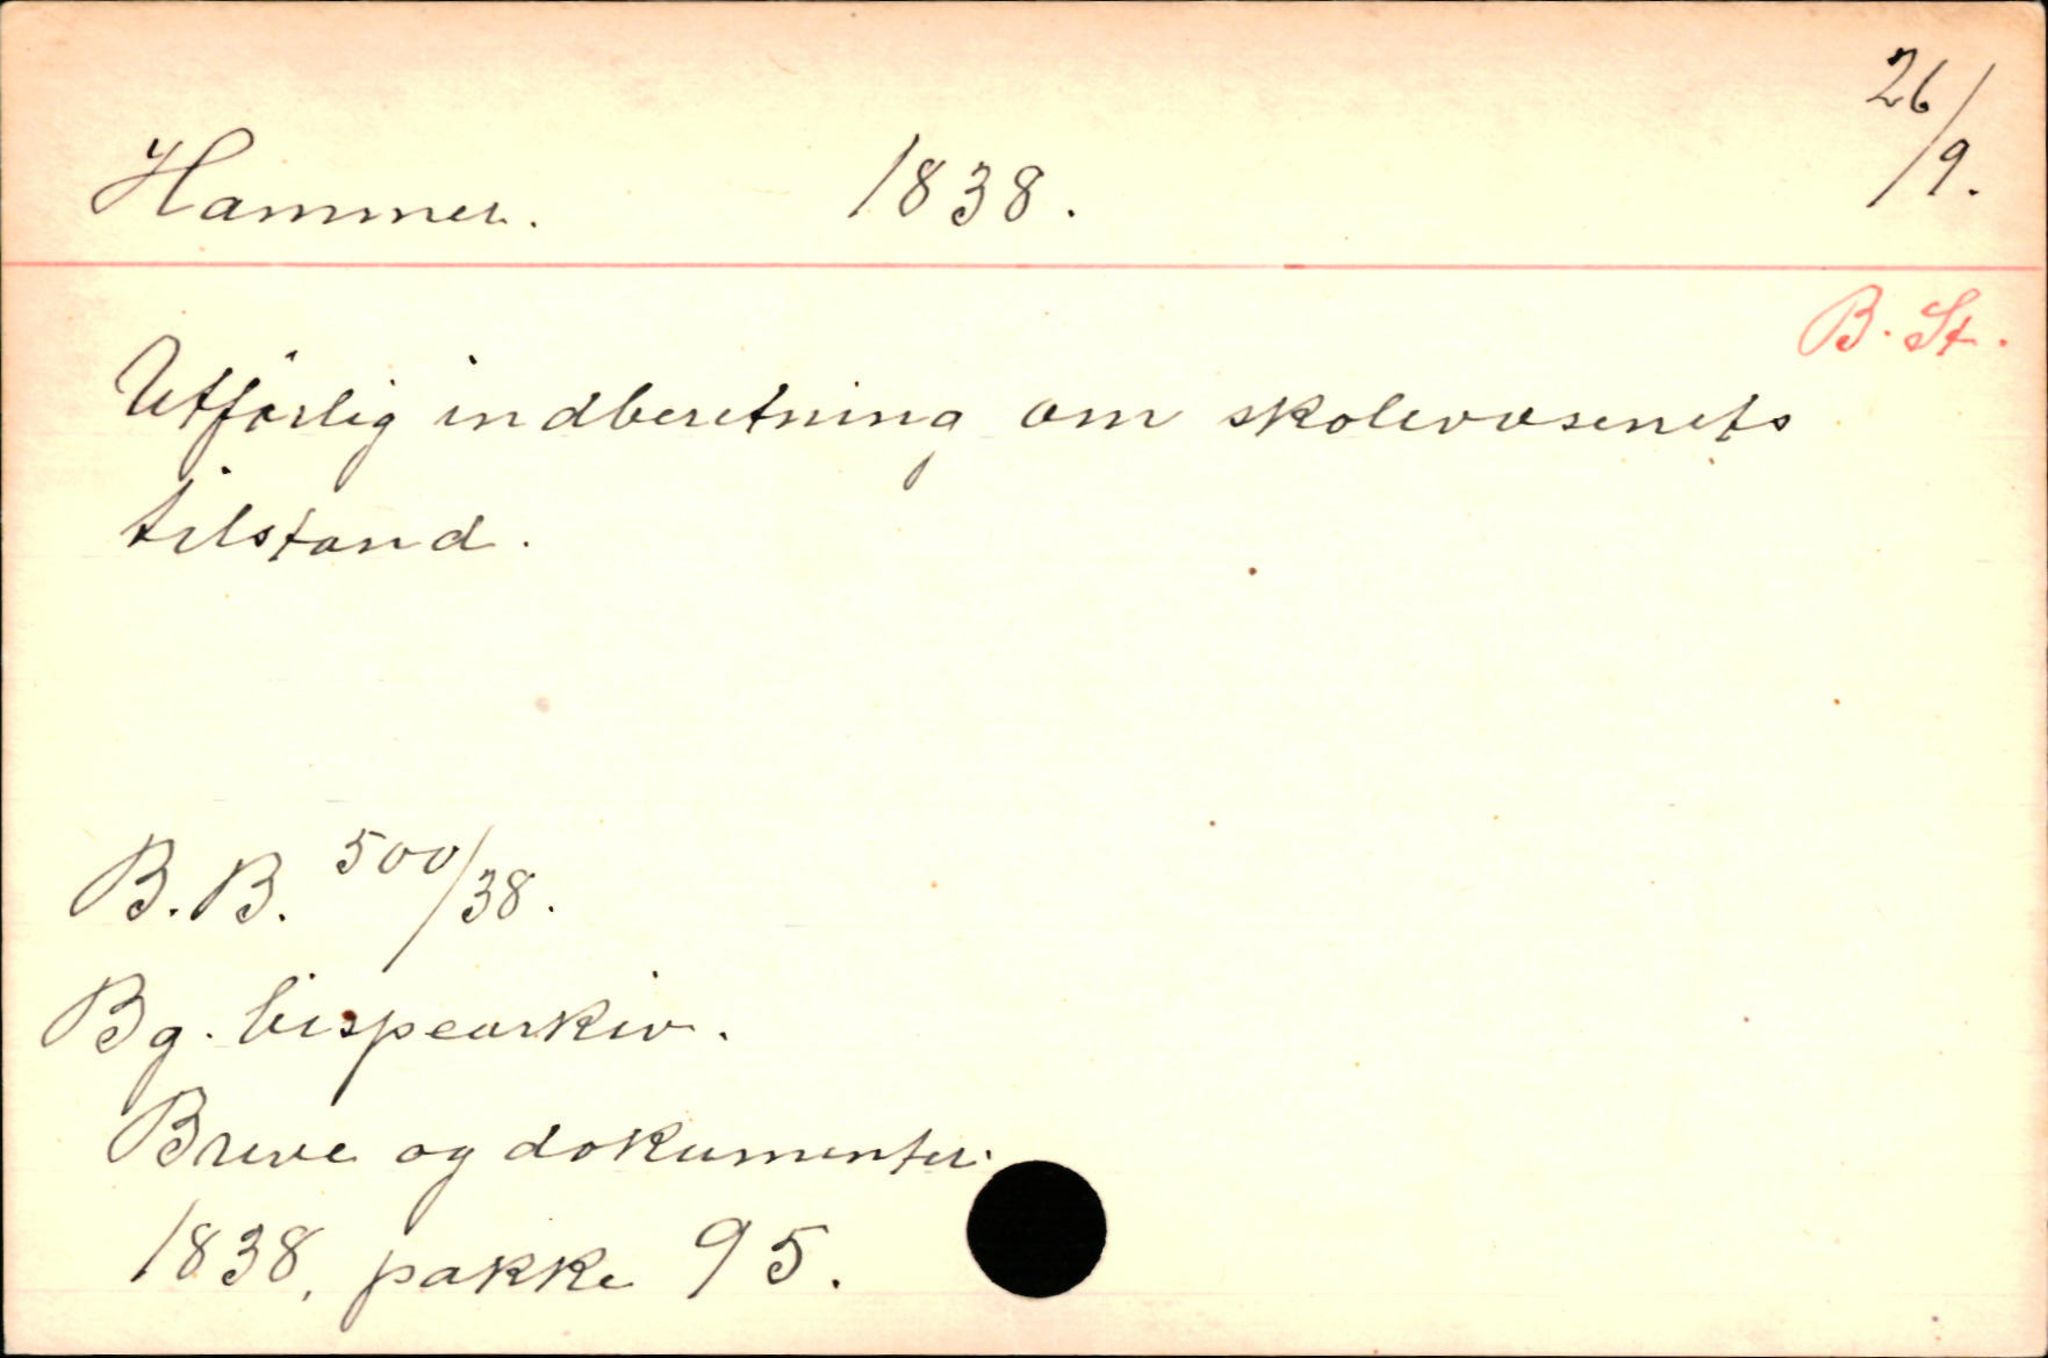 Hammer. 1838. 26/9.
B. St.
Utførlig indberetning om skolevæsenets
tilstand.
B. B. 500/38.
Bg. bispearkiv.
Breve og dokumenter.
1838, pakke 95.